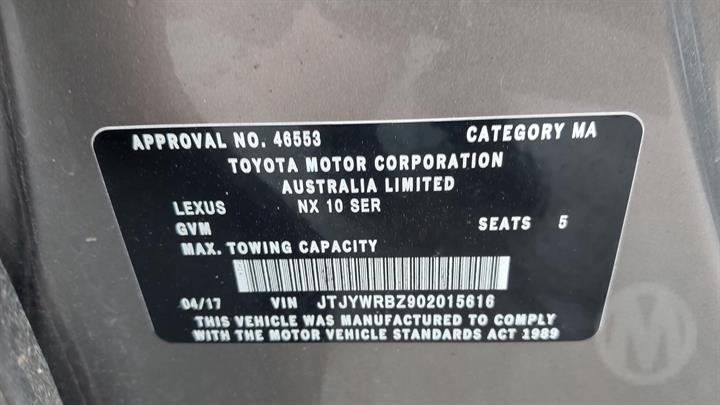 APPROVAL NO. 46553 CATEGORY MA
TOYOTA MOTOR CORPORATION
AUSTRALIA LIMITED
LEXUS NX 10 SER
GVM SEATS 5
MAX. TOWING CAPACITY
04/17 VIN JTJYWRBZ902015616
THIS VEHICLE WAS MANUFACTURED TO COMPLY
WITH THE MOTOR VEHICLE STANDARDS ACT 1989
M